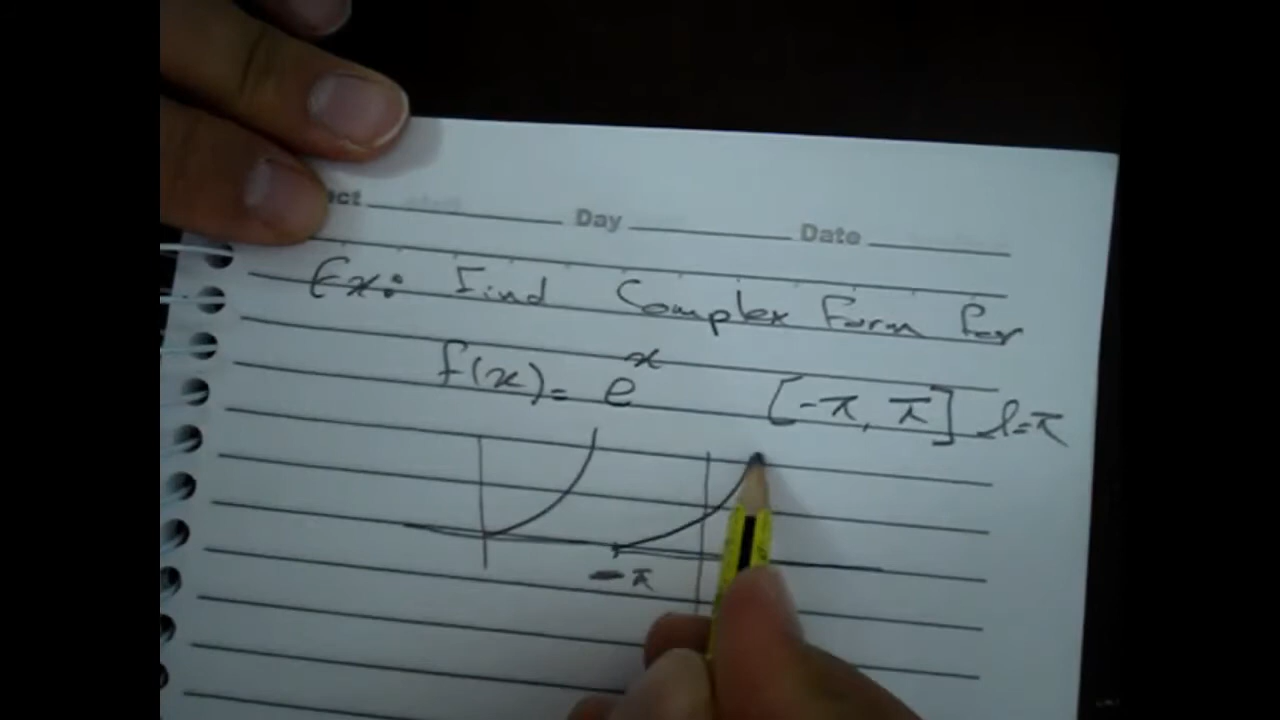 ect Day Date
Ex: Find Complex Form for
f(x) = e^x [-π, π] l=π
-π